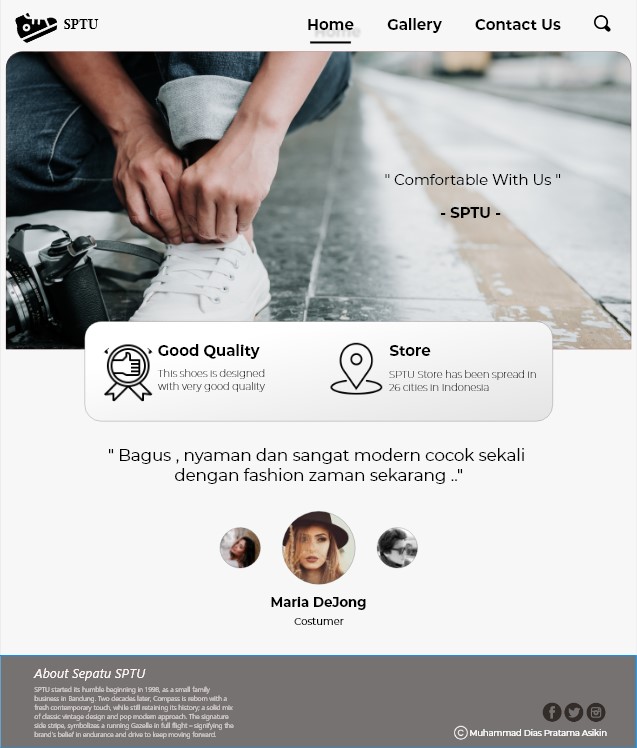 SPTU
Home Gallery Contact Us
" Comfortable With Us "
- SPTU -
Good Quality
This shoes is designed
with very good quality
Store
SPTU Store has been spread in
26 cities in Indonesia
" Bagus , nyaman dan sangat modern cocok sekali
dengan fashion zaman sekarang .."
Maria DeJong
Costumer
About Sepatu SPTU
SPTU started its humble beginning in 1998, as a small family
business in Bandung. Two decades later, Compass is reborn with a
fresh contemporary touch, while still retaining its history; a solid mix
of classic vintage design and pop modern approach. The signature
side stripe, symbolizes a running Gazelle in full flight – signifying the
brand's belief in endurance and drive to keep moving forward.
© Muhammad Dias Pratama Asikin